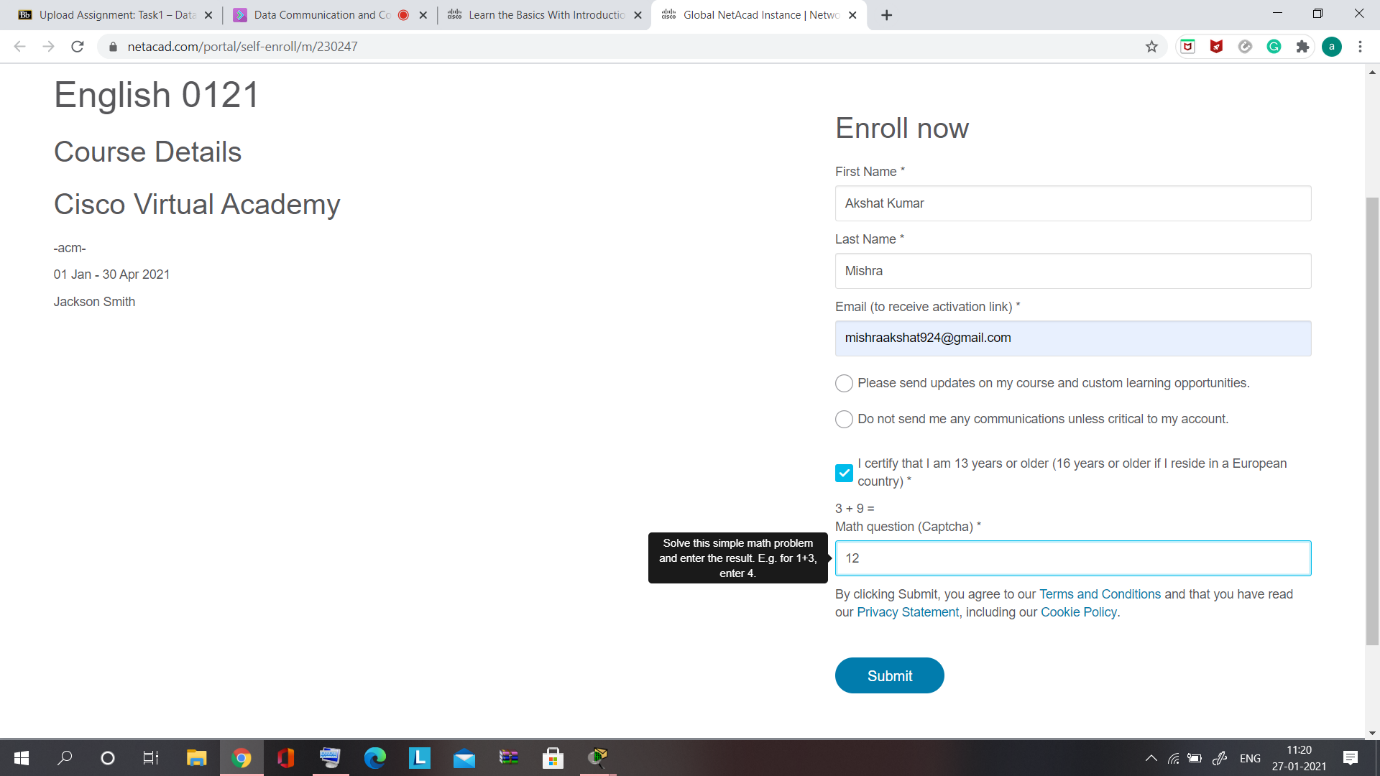 Upload Assignment: Task1 – Data
Data Communication and Co
Learn the Basics With Introductio
Global NetAcad Instance | Netwo
netacad.com/portal/self-enroll/m/230247
a
English 0121
Course Details
Cisco Virtual Academy
-acm-
01 Jan - 30 Apr 2021
Jackson Smith
Enroll now
First Name *
Akshat Kumar
Last Name *
Mishra
Email (to receive activation link) *
mishraakshat924@gmail.com
Please send updates on my course and custom learning opportunities.
Do not send me any communications unless critical to my account.
I certify that I am 13 years or older (16 years or older if I reside in a European
country) *
3 + 9 =
Math question (Captcha) *
Solve this simple math problem
and enter the result. E.g. for 1+3,
enter 4.
12
By clicking Submit, you agree to our Terms and Conditions and that you have read
our Privacy Statement, including our Cookie Policy.
Submit
ENG
11:20
27-01-2021